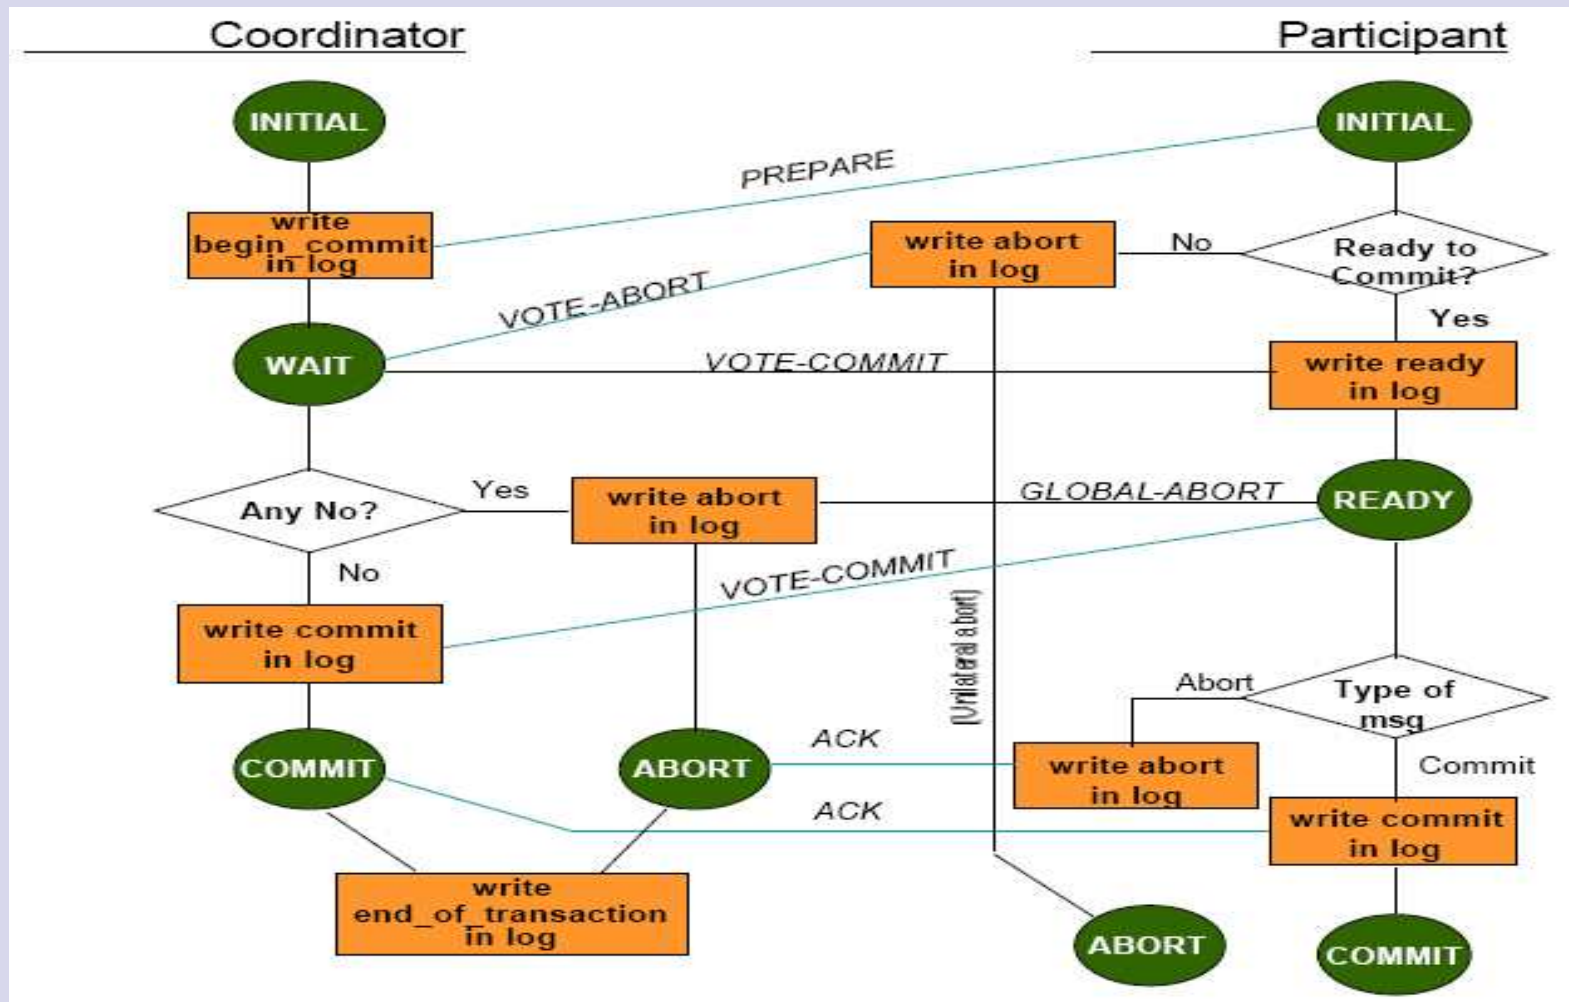 Coordinator
Participant
INITIAL
INITIAL
PREPARE
write
begin_commit
in log
write abort
in log
No
Ready to
Commit?
VOTE-ABORT
Yes
WAIT
VOTE-COMMIT
write ready
in log
Any No?
Yes
write abort
in log
GLOBAL-ABORT
READY
No
VOTE-COMMIT
write commit
in log
(Unilateral abort)
Abort
Type of
msg
COMMIT
ABORT
ACK
write abort
in log
Commit
ACK
write commit
in log
write
end_of_transaction
in log
ABORT
COMMIT